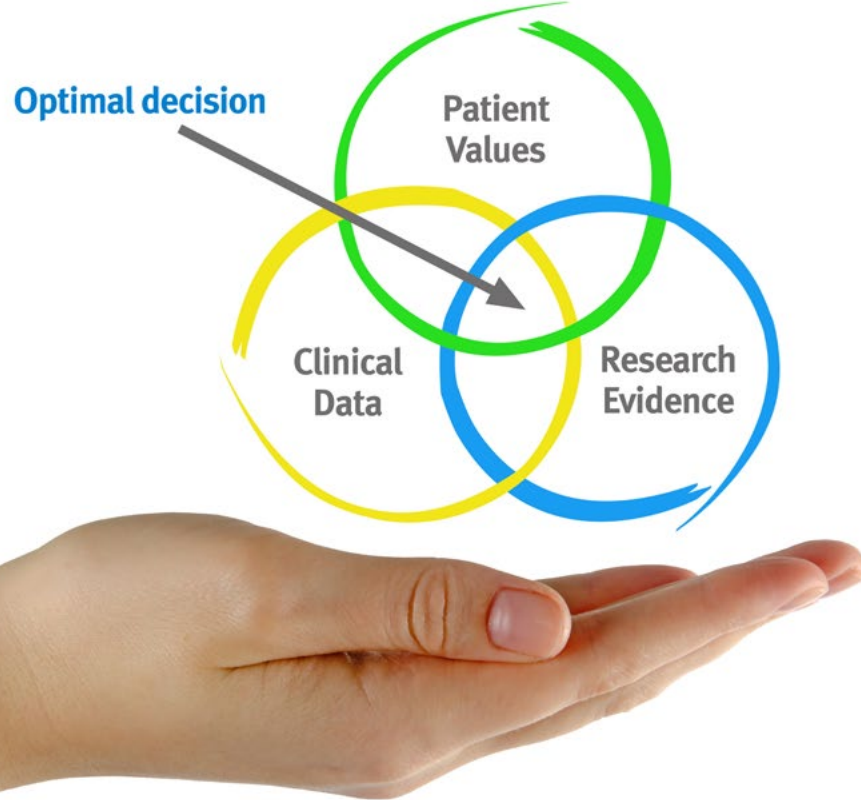 Optimal decision
Patient
Values
Clinical
Data
Research
Evidence